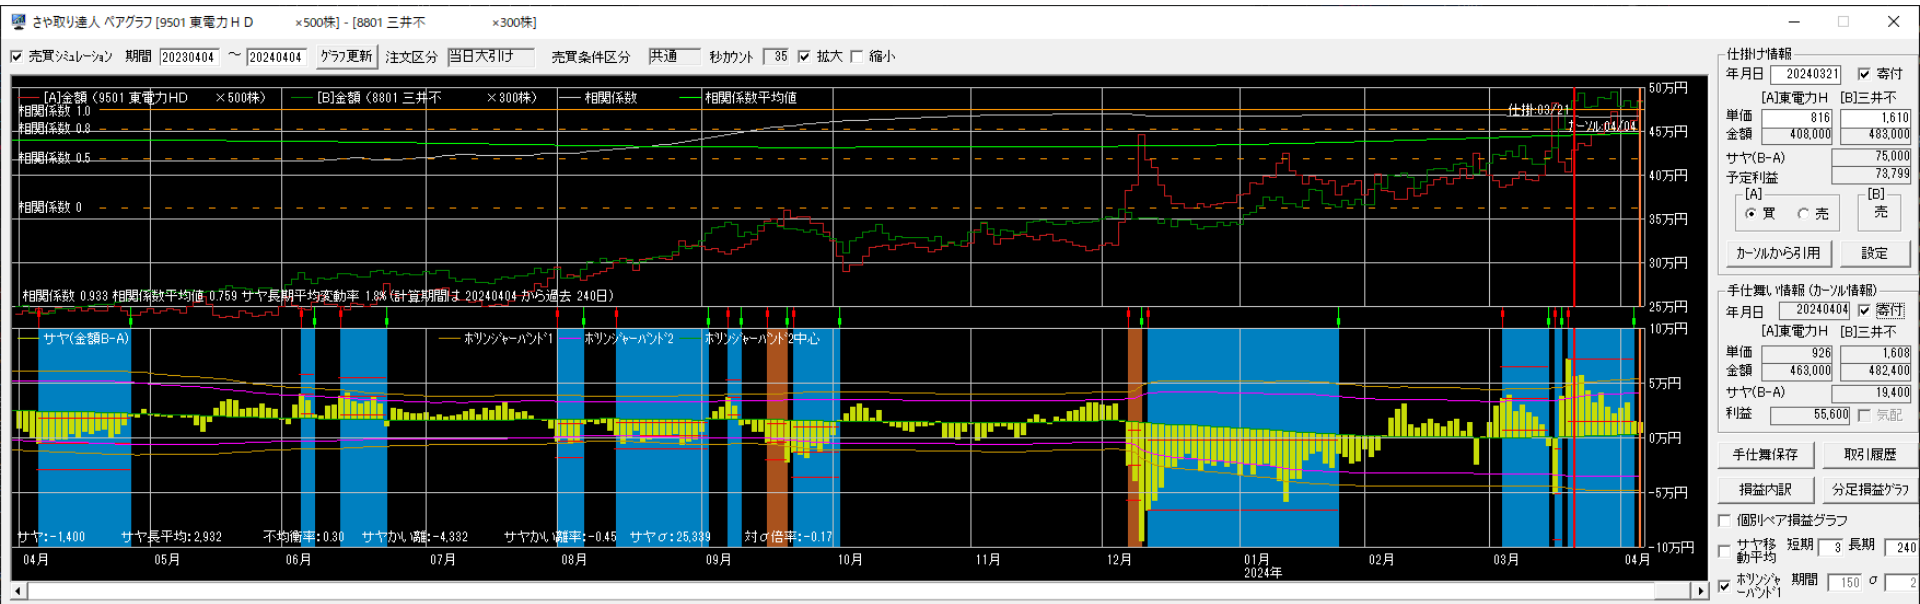 さや取り達人 ペアグラフ [9501 東電力ＨＤ ×500株] - [8801 三井不 ×300株]
売買シミュレーション 期間 20230404 ～ 20240404 グラフ更新 注文区分 当日大引け 売買条件区分 共通 秒カウント 35 拡大 縮小
[A]金額 (9501 東電力HD ×500株) [B]金額 (8801 三井不 ×300株) 相関係数 相関係数平均値
相関係数 1.0
相関係数 0.8
相関係数 0.5
相関係数 0
仕掛:03/21
カーソル:04/04
50万円
45万円
40万円
35万円
30万円
25万円
相関係数 0.933 相関係数平均値 0.759 サヤ長期平均変動率 1.8% (計算期間は 20240404 から過去 240日)
サヤ(金額B-A) ボリンジャーバンド1 ボリンジャーバンド2 ボリンジャーバンド2中心
10万円
5万円
0万円
-5万円
-10万円
サヤ:-1,400 サヤ長平均:2,932 不均衡率:0.30 サヤかい離:-4,332 サヤかい離率:-0.45 サヤσ:25,339 対σ倍率:-0.17
04月 05月 06月 07月 08月 09月 10月 11月 12月 01月 02月 03月 04月
2024年
仕掛け情報
年月日 20240321 寄付
[A]東電力H [B]三井不
単価 816 1,610
金額 408,000 483,000
サヤ(B-A) 75,000
予定利益 73,799
[A] [B]
買 売 売
カーソルから引用 設定
手仕舞い情報 (カーソル情報)
年月日 20240404 寄付
[A]東電力H [B]三井不
単価 926 1,608
金額 463,000 482,400
サヤ(B-A) 19,400
利益 55,600 気配
手仕舞保存 取引履歴
損益内訳 分足損益グラフ
個別ペア損益グラフ
サヤ移動平均 短期 3 長期 240
ボリンジャーバンド1 期間 150 σ 2